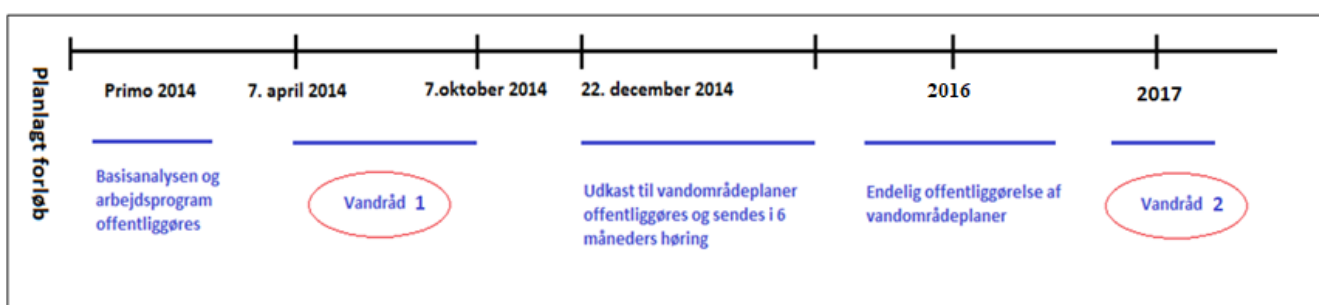 Planlagt forløb
Primo 2014
7. april 2014
7.oktober 2014
22. december 2014
2016
2017
Basisanalysen og
arbejdsprogram
offentliggøres
Vandråd 1
Udkast til vandområdeplaner
offentliggøres og sendes i 6
måneders høring
Endelig offentliggørelse af
vandområdeplaner
Vandråd 2